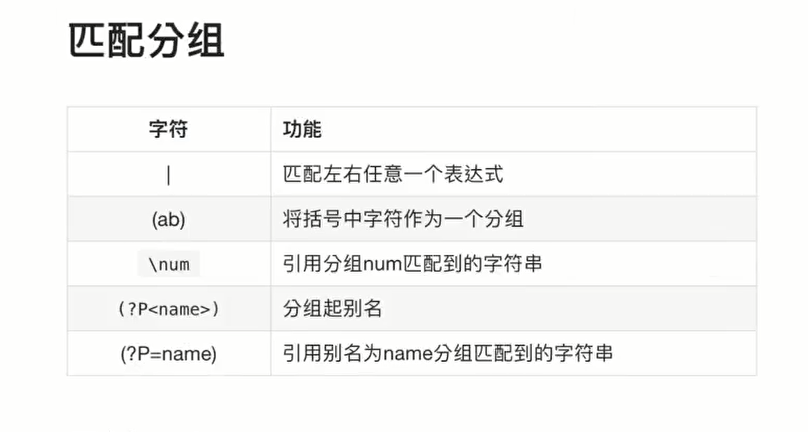 匹配分组
字符 功能
| 匹配左右任意一个表达式
(ab) 将括号中字符作为一个分组
\num 引用分组num匹配到的字符串
(?P<name>) 分组起别名
(?P=name) 引用别名为name分组匹配到的字符串